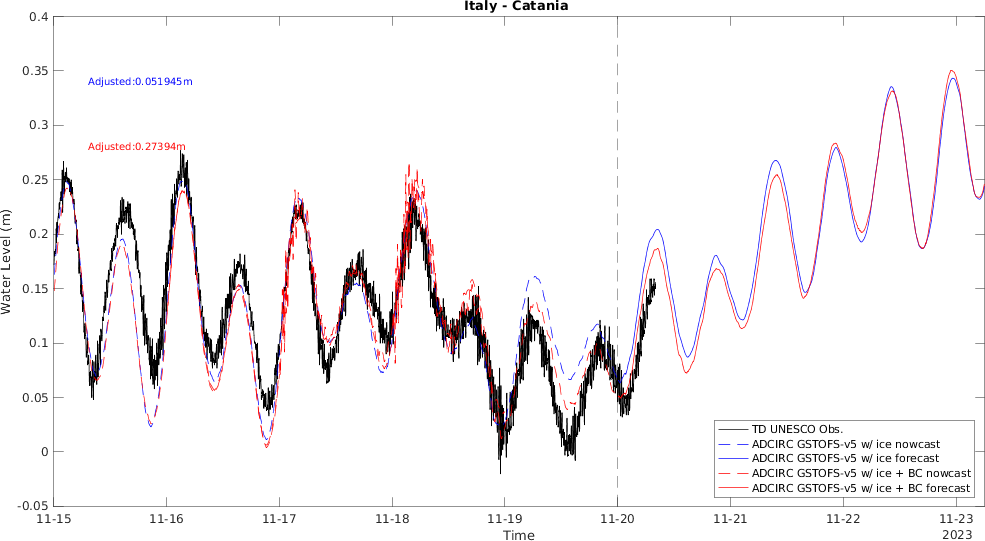 Italy - Catania
0.4
0.35
0.3
0.25
0.2
0.15
0.1
0.05
0
-0.05
Water Level (m)
Adjusted:0.051945m
Adjusted:0.27394m
TD UNESCO Obs.
ADCIRC GSTOFS-v5 w/ ice nowcast
ADCIRC GSTOFS-v5 w/ ice forecast
ADCIRC GSTOFS-v5 w/ ice + BC nowcast
ADCIRC GSTOFS-v5 w/ ice + BC forecast
11-15 11-16 11-17 11-18 11-19 11-20 11-21 11-22 11-23
Time
2023